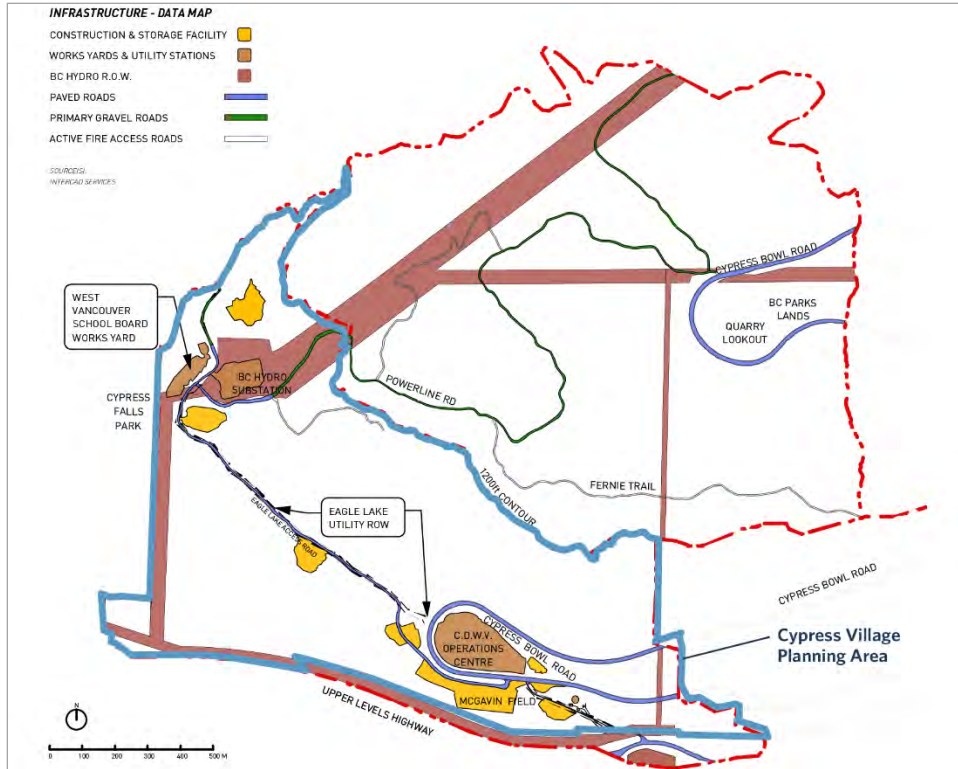 INFRASTRUCTURE - DATA MAP
CONSTRUCTION & STORAGE FACILITY
WORKS YARDS & UTILITY STATIONS
BC HYDRO R.O.W.
PAVED ROADS
PRIMARY GRAVEL ROADS
ACTIVE FIRE ACCESS ROADS
SOURCE(S):
INTERCAD SERVICES
CYPRESS BOWL ROAD
BC PARKS
LANDS
QUARRY
LOOKOUT
WEST
VANCOUVER
SCHOOL BOARD
WORKS YARD
BC HYDRO
SUBSTATION
CYPRESS
FALLS
PARK
POWERLINE RD
1200ft CONTOUR
FERNIE TRAIL
EAGLE LAKE
UTILITY ROW
EAGLE LAKE ACCESS ROAD
CYPRESS BOWL ROAD
CYPRESS BOWL ROAD
C.D.W.V.
OPERATIONS
CENTRE
Cypress Village
Planning Area
MCGAVIN FIELD
UPPER LEVELS HIGHWAY
N
0 100 200 300 400 500 M